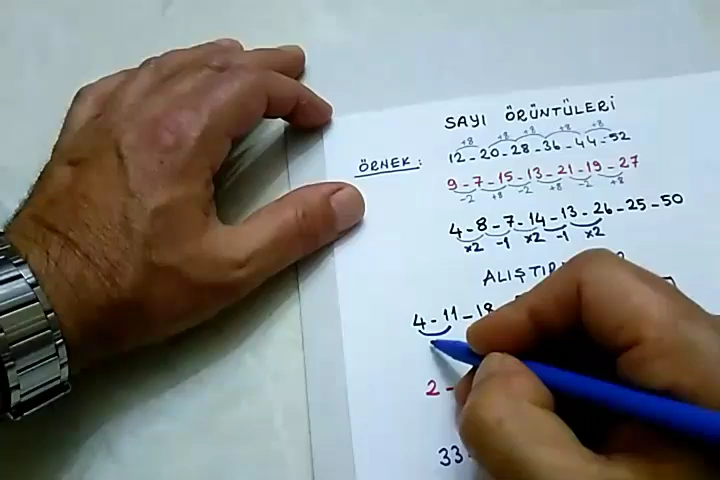 SAYI ÖRÜNTÜLERİ
+8 +8 +8 +8 +8
ÖRNEK : 12 - 20 - 28 - 36 - 44 - 52
9 - 7 - 15 - 13 - 21 - 19 - 27
-2 +8 -2 +8 -2 +8
4 - 8 - 7 - 14 - 13 - 26 - 25 - 50
x2 -1 x2 -1 x2
4 - 11 - 18
2 -
33